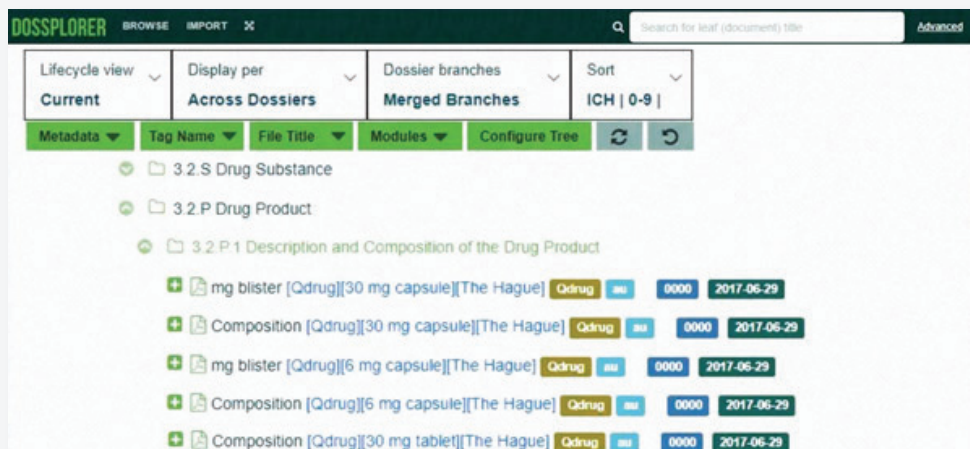 DOSSPLORER BROWSE IMPORT Search for leaf (document) title Advanced
Lifecycle view Display per Dossier branches Sort
Current Across Dossiers Merged Branches ICH | 0-9 |
Metadata Tag Name File Title Modules Configure Tree
3.2.S Drug Substance
3.2.P Drug Product
3.2.P.1 Description and Composition of the Drug Product
mg blister [Qdrug][30 mg capsule][The Hague] Qdrug au 0000 2017-06-29
Composition [Qdrug][30 mg capsule][The Hague] Qdrug au 0000 2017-06-29
mg blister [Qdrug][6 mg capsule][The Hague] Qdrug au 0000 2017-06-29
Composition [Qdrug][6 mg capsule][The Hague] Qdrug au 0000 2017-06-29
Composition [Qdrug][30 mg tablet][The Hague] Qdrug au 0000 2017-06-29